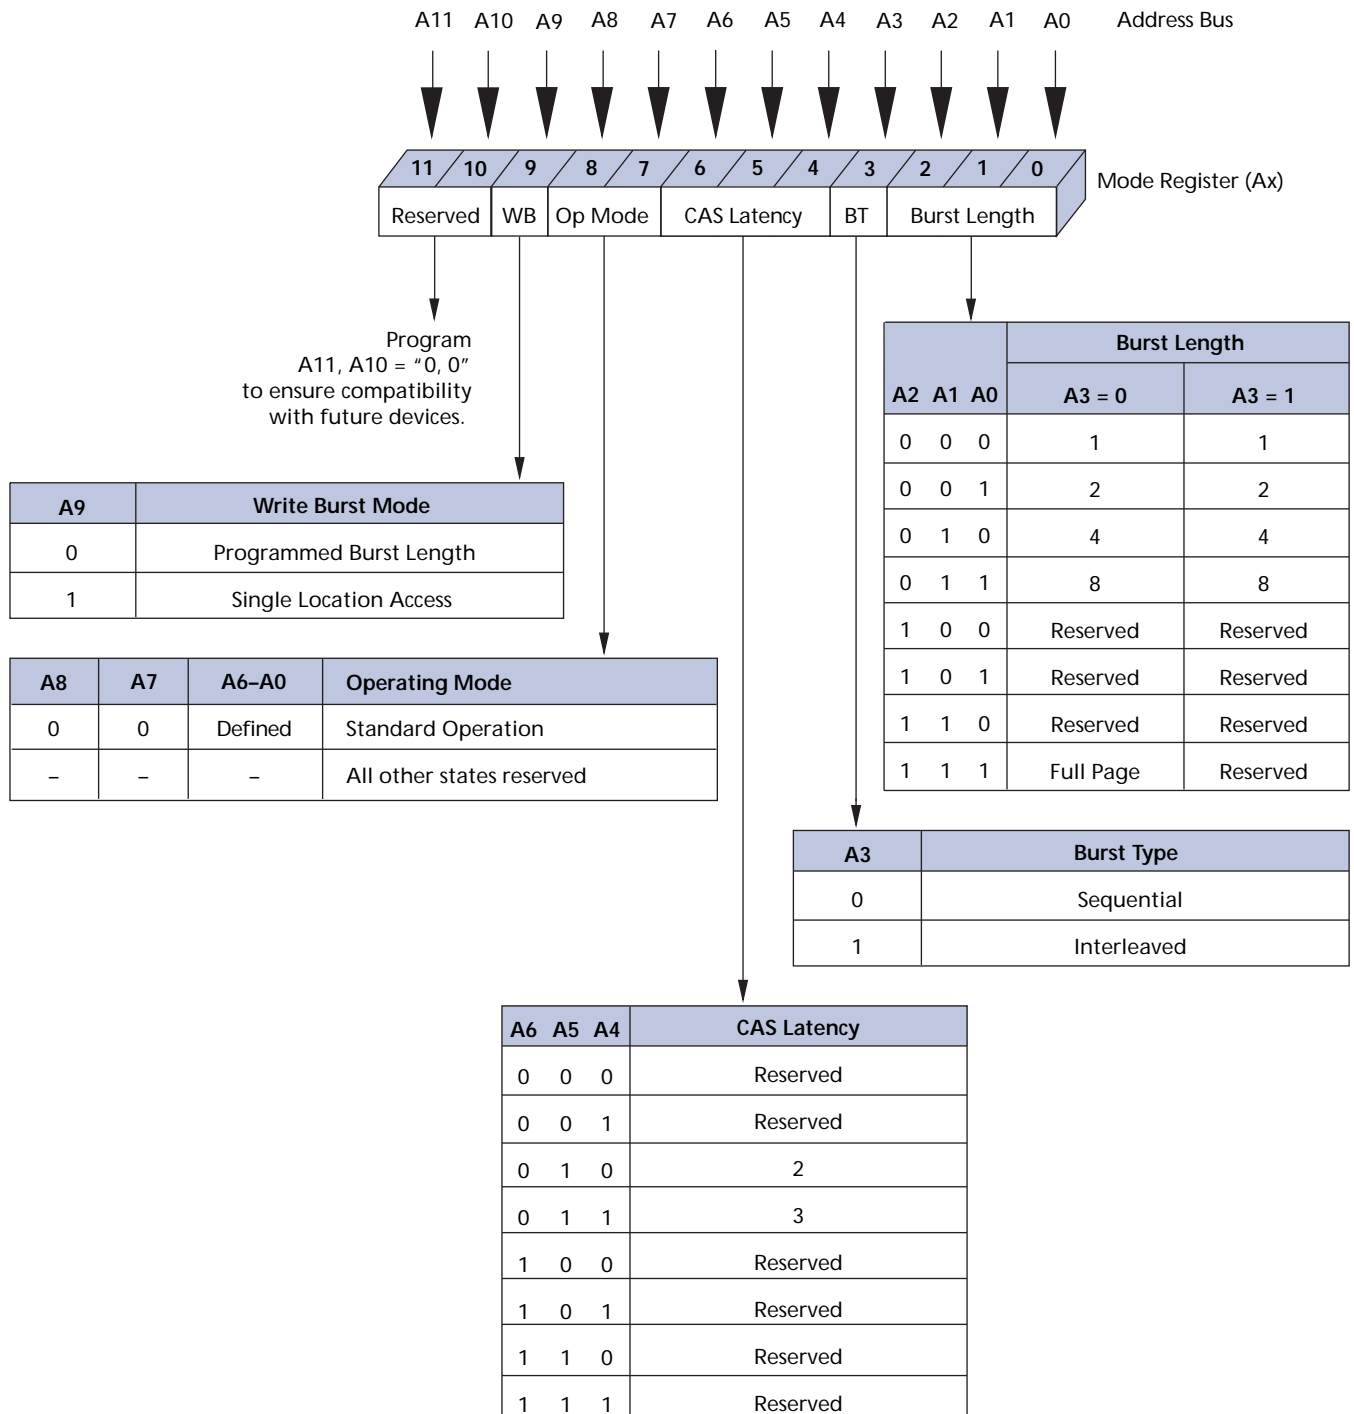 A11 A10 A9 A8 A7 A6 A5 A4 A3 A2 A1 A0 Address Bus
11 10 9 8 7 6 5 4 3 2 1 0
Mode Register (Ax)
Reserved WB Op Mode CAS Latency BT Burst Length
Program
A11, A10 = “0, 0”
to ensure compatibility
with future devices.
Burst Length
A2 A1 A0 A3 = 0 A3 = 1
0 0 0 1 1
0 0 1 2 2
0 1 0 4 4
0 1 1 8 8
1 0 0 Reserved Reserved
1 0 1 Reserved Reserved
1 1 0 Reserved Reserved
1 1 1 Full Page Reserved
A9 Write Burst Mode
0 Programmed Burst Length
1 Single Location Access
A8 A7 A6–A0 Operating Mode
0 0 Defined Standard Operation
– – – All other states reserved
A3 Burst Type
0 Sequential
1 Interleaved
A6 A5 A4 CAS Latency
0 0 0 Reserved
0 0 1 Reserved
0 1 0 2
0 1 1 3
1 0 0 Reserved
1 0 1 Reserved
1 1 0 Reserved
1 1 1 Reserved